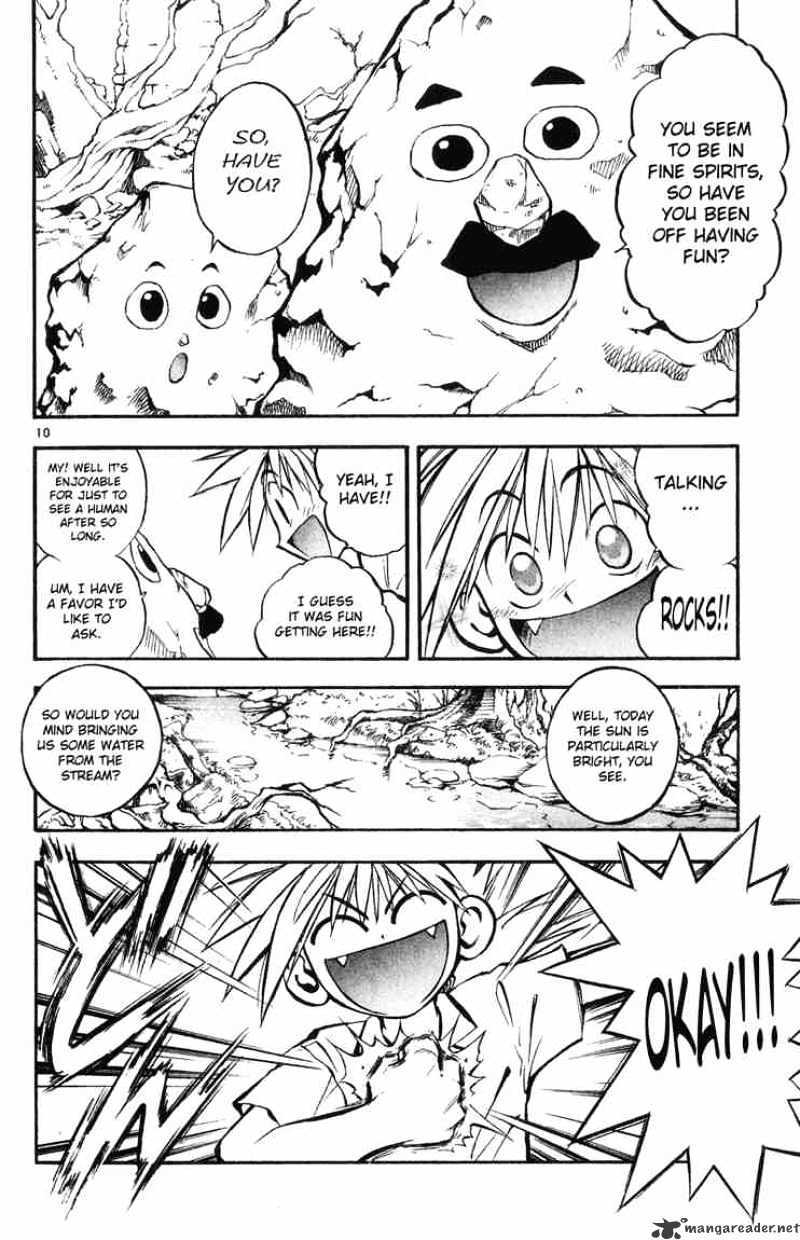 YOU SEEM
TO BE IN
FINE SPIRITS,
SO HAVE
YOU BEEN
OFF HAVING
FUN?
SO,
HAVE
YOU?
10
TALKING
...
ROCKS!!
YEAH, I
HAVE!!
I GUESS
IT WAS FUN
GETTING HERE!!
MY! WELL IT'S
ENJOYABLE
FOR JUST TO
SEE A HUMAN
AFTER SO
LONG.
UM, I HAVE
A FAVOR I'D
LIKE TO
ASK.
WELL, TODAY
THE SUN IS
PARTICULARLY
BRIGHT, YOU
SEE.
SO WOULD YOU
MIND BRINGING
US SOME WATER
FROM THE
STREAM?
OKAY!!!
mangareader.net